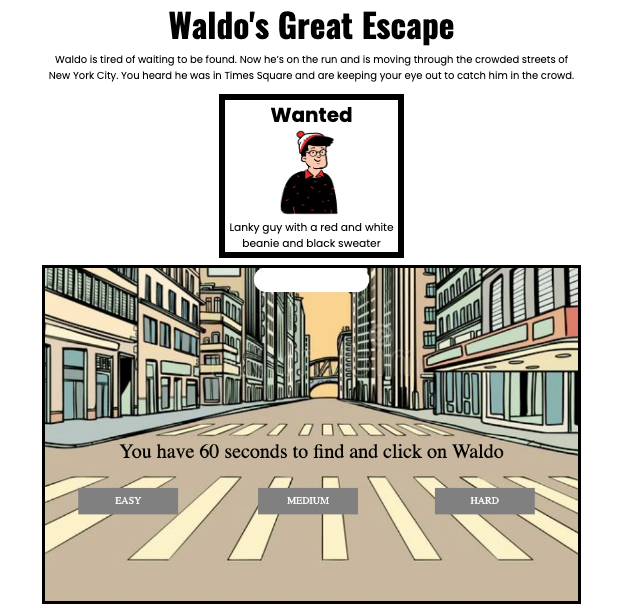 Waldo's Great Escape
Waldo is tired of waiting to be found. Now he's on the run and is moving through the crowded streets of
New York City. You heard he was in Times Square and are keeping your eye out to catch him in the crowd.
Wanted
Lanky guy with a red and white
beanie and black sweater
You have 60 seconds to find and click on Waldo
EASY
MEDIUM
HARD